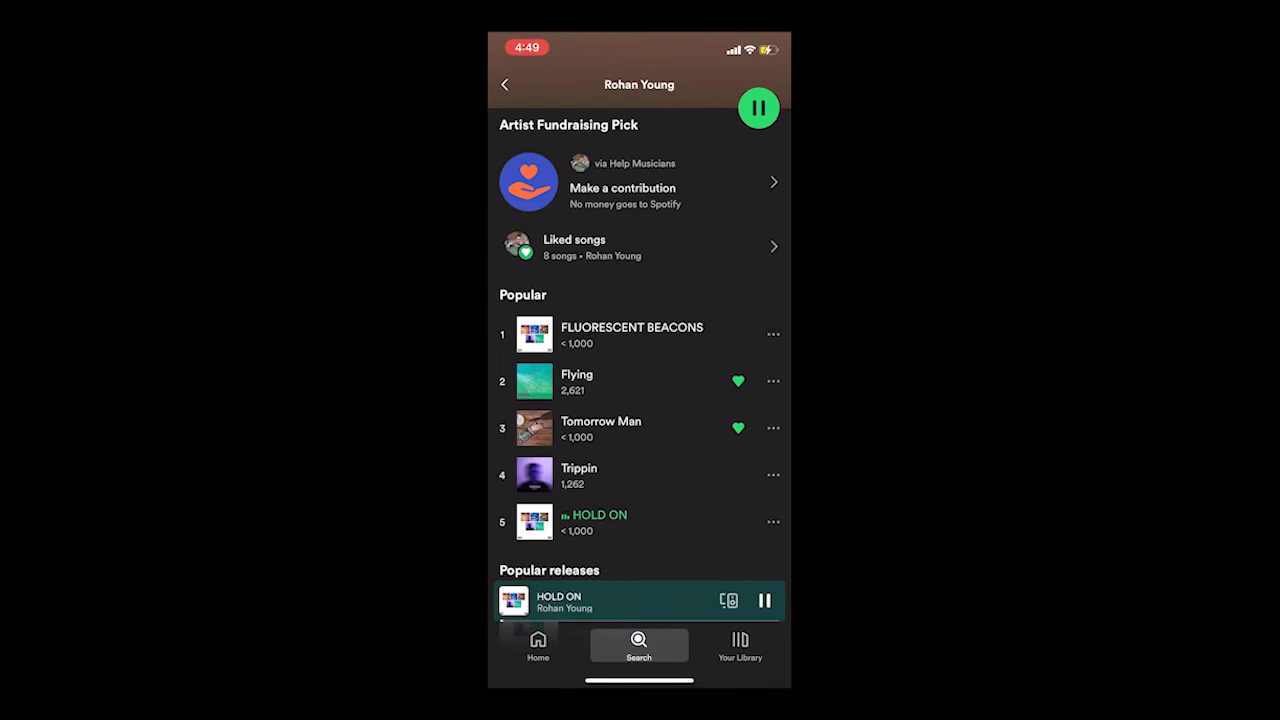 4:49
Rohan Young
Artist Fundraising Pick
via Help Musicians
Make a contribution
No money goes to Spotify
Liked songs
8 songs • Rohan Young
Popular
1
FLUORESCENT BEACONS
<1,000
2
Flying
2,621
3
Tomorrow Man
<1,000
4
Trippin
1,262
5
HOLD ON
<1,000
Popular releases
HOLD ON
Rohan Young
Home
Search
Your Library